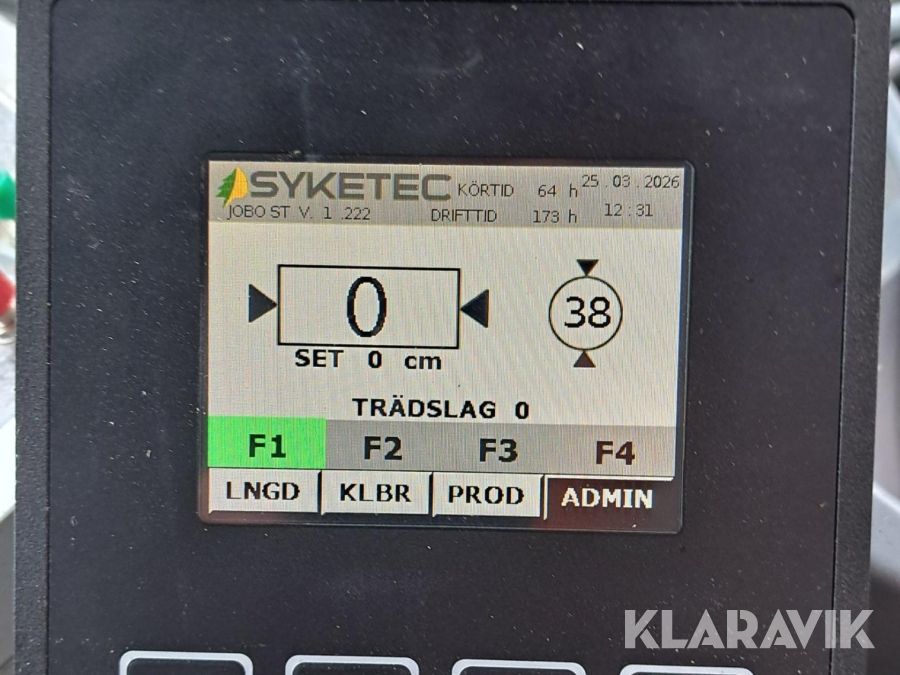 SYKETEC KÖRTID 64 h 25.03.2026
JOBO ST V. 1 .222 DRIFTTID 173 h 12:31
0
38
SET 0 cm
TRÄDSLAG 0
F1 F2 F3 F4
LNGD KLBR PROD ADMIN
KLARAVIK